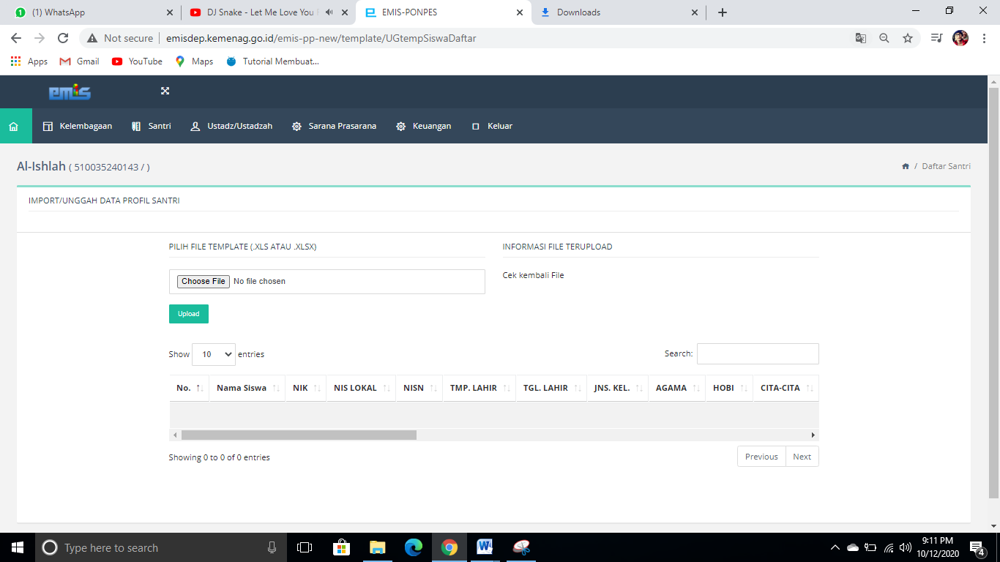 (1) WhatsApp
DJ Snake - Let Me Love You
EMIS-PONPES
Downloads
Not secure
emisdep.kemenag.go.id/emis-pp-new/template/UGtempSiswaDaftar
Apps
Gmail
YouTube
Maps
Tutorial Membuat...
emis
Kelembagaan
Santri
Ustadz/Ustadzah
Sarana Prasarana
Keuangan
Keluar
Al-Ishlah ( 510035240143 / )
/ Daftar Santri
IMPORT/UNGGAH DATA PROFIL SANTRI
PILIH FILE TEMPLATE (.XLS ATAU .XLSX)
INFORMASI FILE TERUPLOAD
Choose File No file chosen
Cek kembali File
Upload
Show 10 entries
Search:
No. Nama Siswa NIK NIS LOKAL NISN TMP. LAHIR TGL. LAHIR JNS. KEL. AGAMA HOBI CITA-CITA
Showing 0 to 0 of 0 entries
Previous Next
Type here to search
9:11 PM
10/12/2020
4